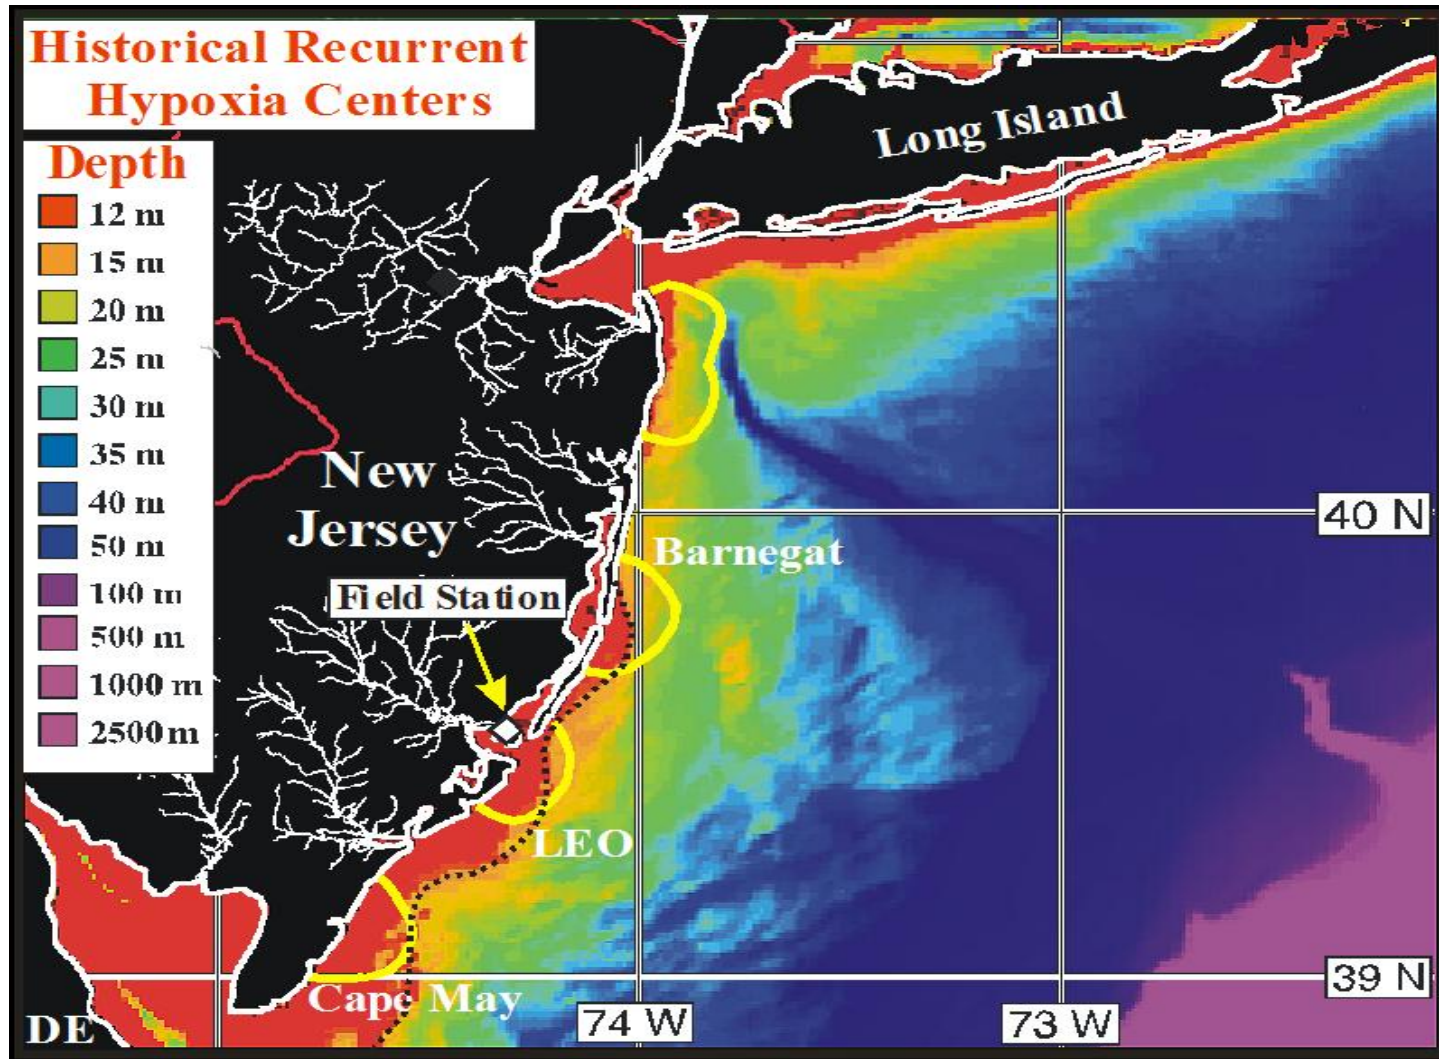 Historical Recurrent
Hypoxia Centers
Depth
12 m
15 m
20 m
25 m
30 m
35 m
40 m
50 m
100 m
500 m
1000 m
2500 m
Long Island
New
Jersey
40 N
Barnegat
Field Station
LEO
39 N
Cape May
74 W
73 W
DE